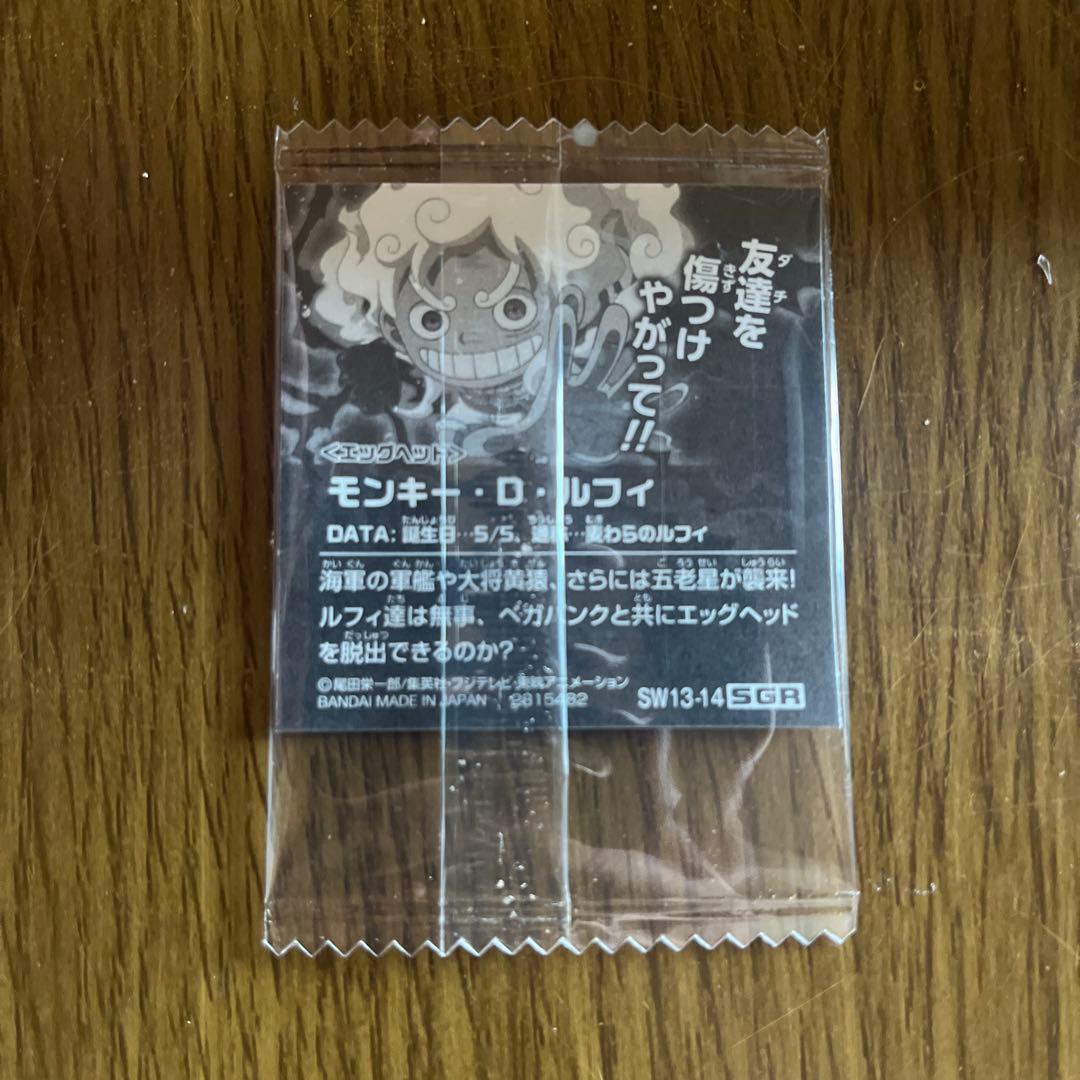 友達を
傷つけ
やがって!!
<エッグヘッド>
モンキー・D・ルフィ
DATA: 誕生日…5/5、通称…麦わらのルフィ
海軍の軍艦や大将黄猿、さらには五老星が襲来!
ルフィ達は無事、ベガパンクと共にエッグヘッド
を脱出できるのか?
©尾田栄一郎/集英社・フジテレビ・東映アニメーション
BANDAI MADE IN JAPAN 2815482
SW13-14 SGR